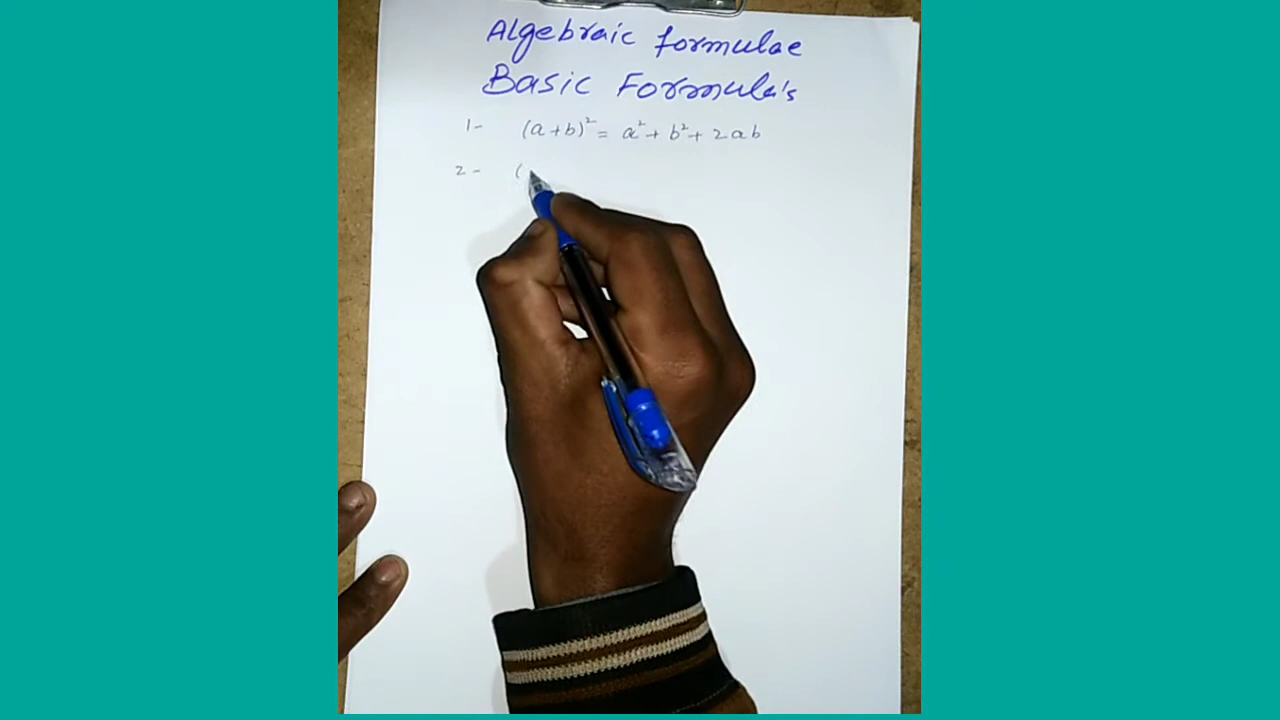 Algebraic formulae
Basic Formula's
1- (a+b)² = a² + b² + 2ab
2- (